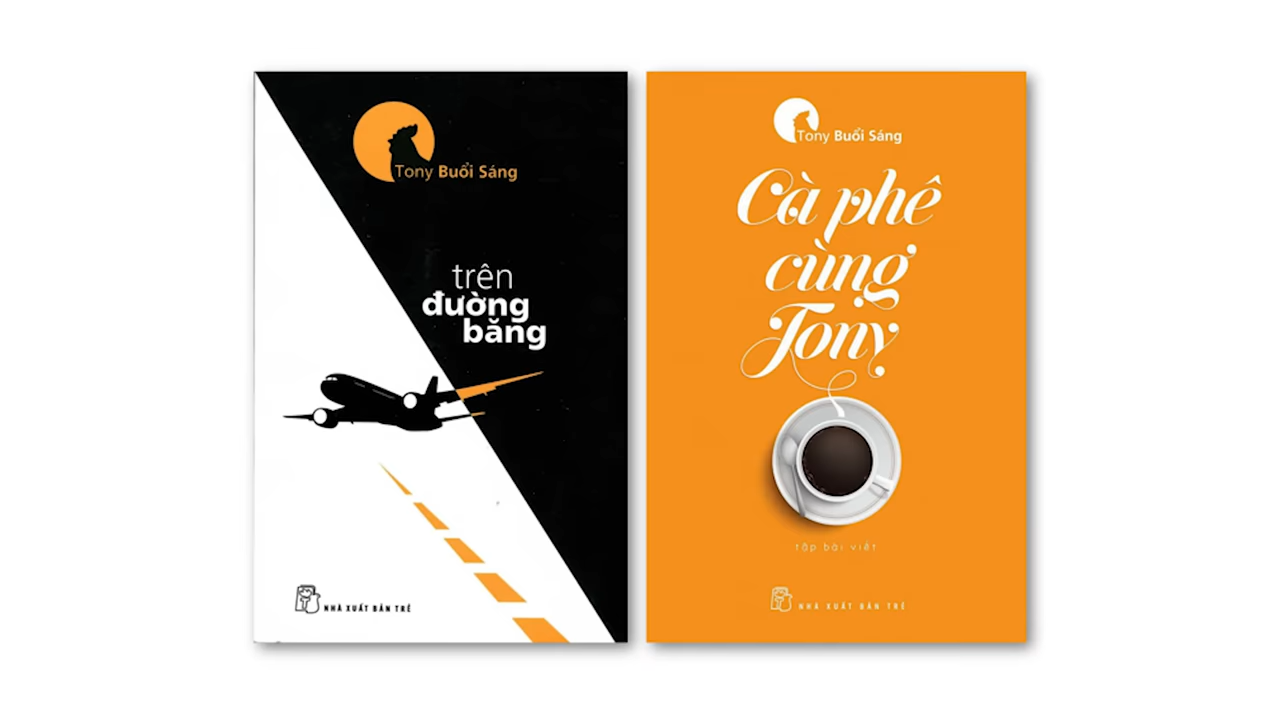 Tony Buổi Sáng
trên
đường
băng
NHÀ XUẤT BẢN TRẺ
Tony Buổi Sáng
Cà phê
cùng
Tony
tập bài viết
NHÀ XUẤT BẢN TRẺ